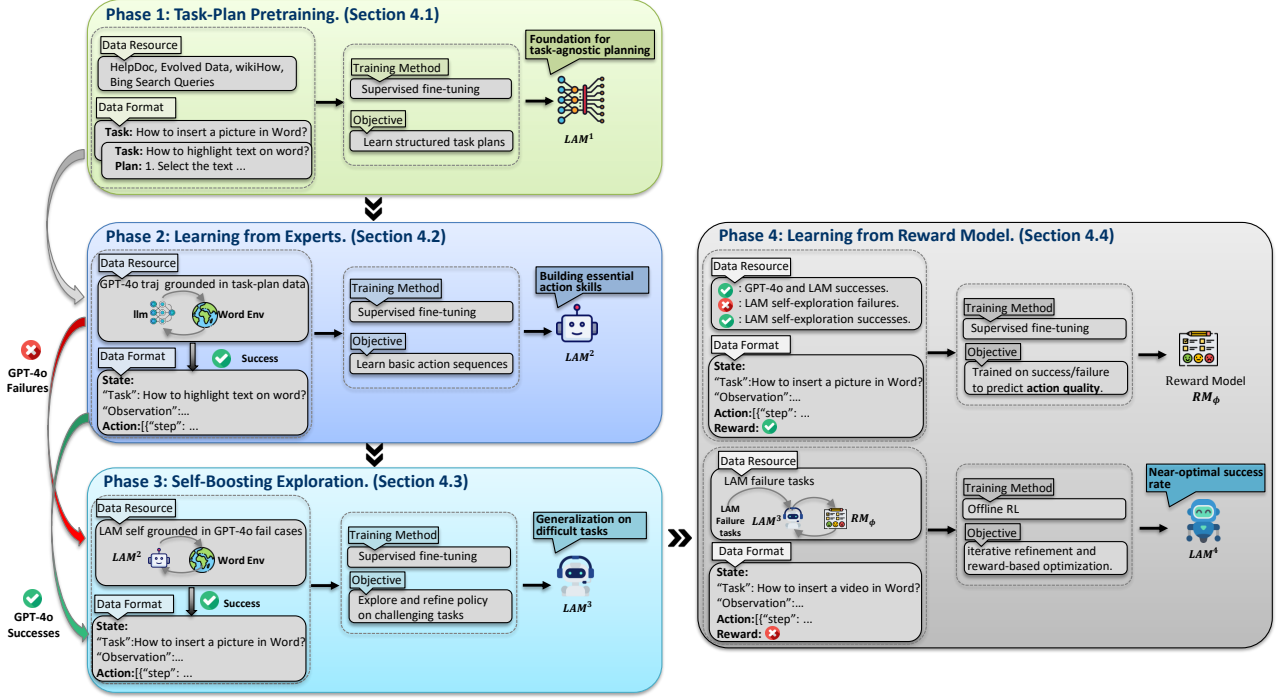 Phase 1: Task-Plan Pretraining. (Section 4.1)
Data Resource
HelpDoc, Evolved Data, wikiHow,
Bing Search Queries
Data Format
Task: How to insert a picture in Word?
Task: How to highlight text on word?
Plan: 1. Select the text ...
Training Method
Supervised fine-tuning
Objective
Learn structured task plans
Foundation for
task-agnostic planning
LAM¹
Phase 2: Learning from Experts. (Section 4.2)
Data Resource
GPT-4o traj grounded in task-plan data
llm
Word Env
Success
Data Format
State:
“Task”: How to highlight text on word?
“Observation”:...
Action:[{“step”: ...
Training Method
Supervised fine-tuning
Objective
Learn basic action sequences
Building essential
action skills
LAM²
GPT-4o
Failures
Phase 3: Self-Boosting Exploration. (Section 4.3)
Data Resource
LAM self grounded in GPT-4o fail cases
LAM²
Word Env
Success
Data Format
State:
“Task”:How to insert a picture in Word?
“Observation”:...
Action:[{“step”: ...
Training Method
Supervised fine-tuning
Objective
Explore and refine policy
on challenging tasks
Generalization on
difficult tasks
LAM³
GPT-4o
Successes
Phase 4: Learning from Reward Model. (Section 4.4)
Data Resource
: GPT-4o and LAM successes.
: LAM self-exploration failures.
: LAM self-exploration successes.
Data Format
State:
“Task”:How to insert a picture in Word?
“Observation”:...
Action:[{“step”: ...
Reward:
Training Method
Supervised fine-tuning
Objective
Trained on success/failure
to predict action quality.
Reward Model
RMϕ
Data Resource
LAM failure tasks
LAM
Failure
tasks
LAM³
RMϕ
Data Format
State:
“Task”: How to insert a video in Word?
“Observation”:...
Action:[{“step”: ...
Reward:
Training Method
Offline RL
Objective
iterative refinement and
reward-based optimization.
Near-optimal success
rate
LAM⁴